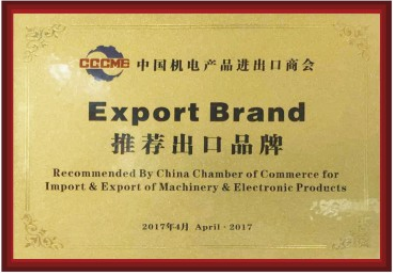 CCCME 中国机电产品进出口商会
Export Brand
推荐出口品牌
Recommended By China Chamber of Commerce for
Import & Export of Machinery & Electronic Products
2017年4月 April · 2017